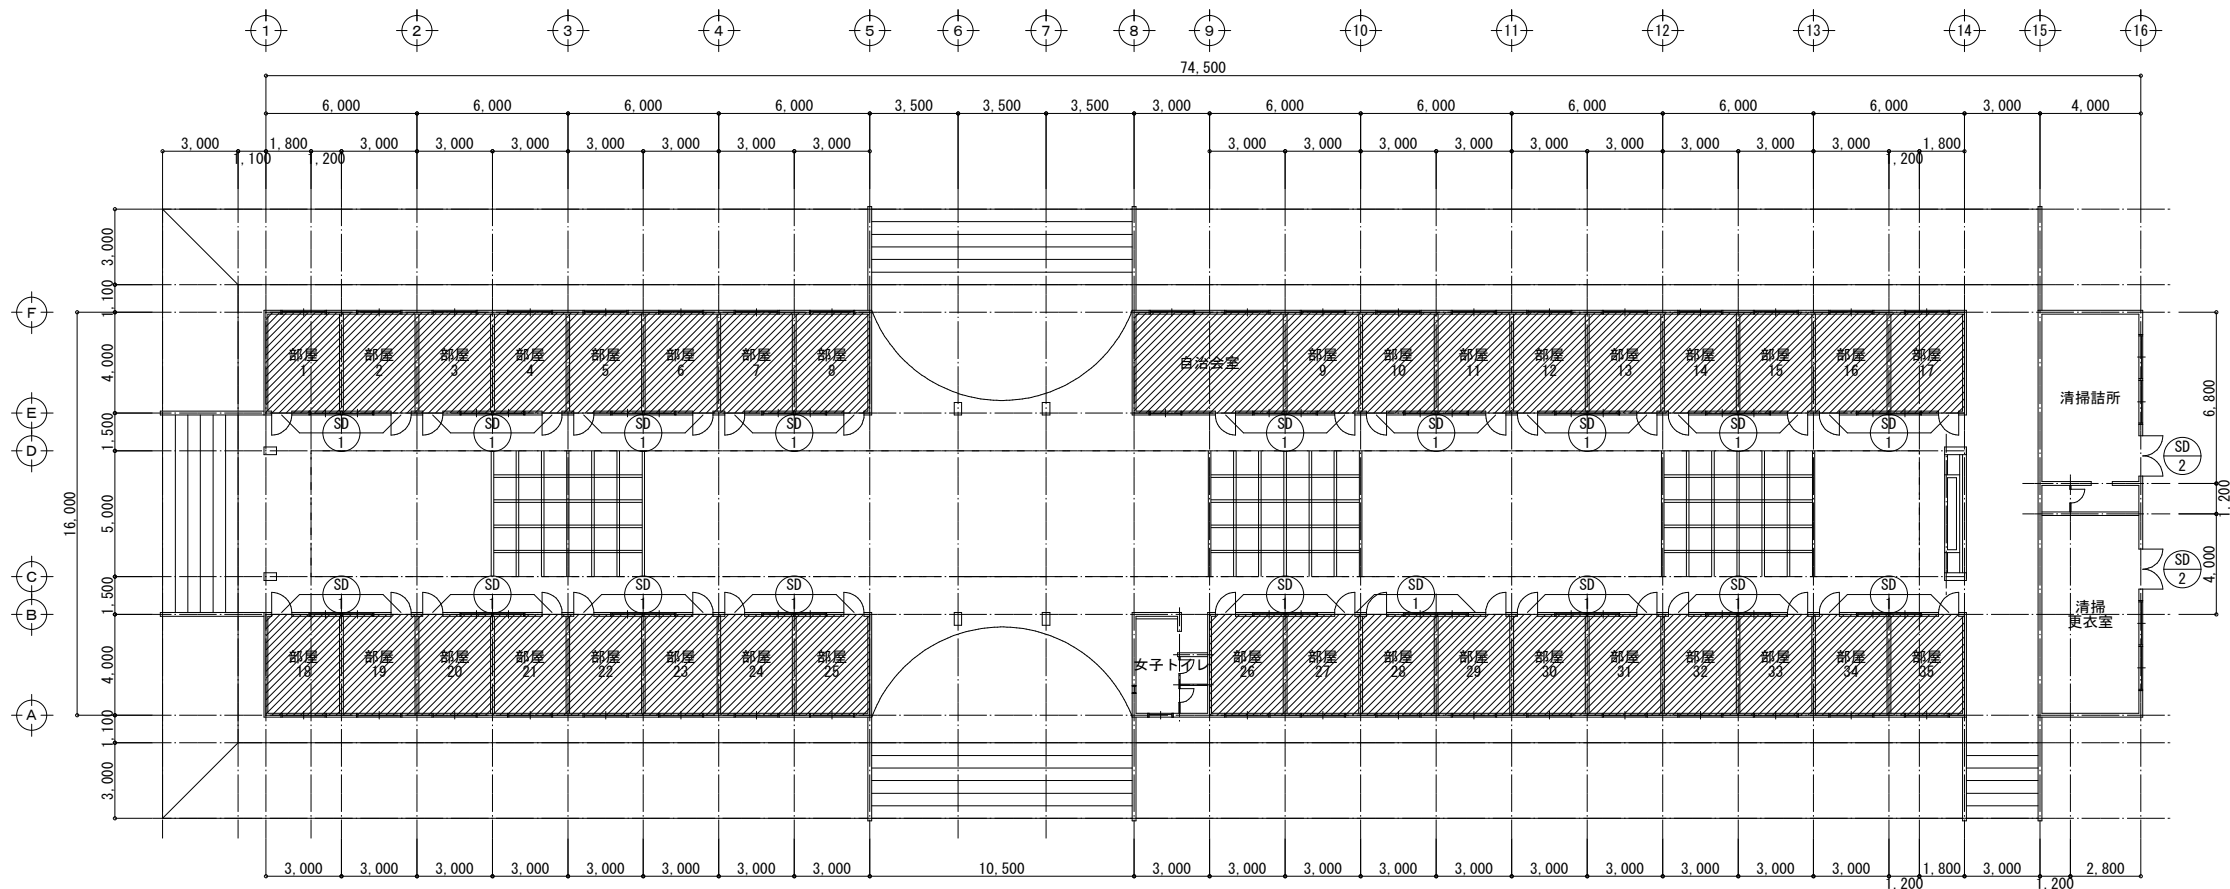 1 2 3 4 5 6 7 8 9 10 11 12 13 14 15 16
74,500
6,000 6,000 6,000 6,000 3,500 3,500 3,500 3,000 6,000 6,000 6,000 6,000 6,000 3,000 4,000
3,000 1,800 3,000 3,000 3,000 3,000 3,000 3,000 3,000 3,000 3,000 3,000 3,000 3,000 3,000 3,000 3,000 3,000 1,800
1,100 1,200 1,200
3,000
1,100
F
部屋 部屋 部屋 部屋 部屋 部屋 部屋 部屋 自治会室 部屋 部屋 部屋 部屋 部屋 部屋 部屋 部屋 部屋
1 2 3 4 5 6 7 8 9 10 11 12 13 14 15 16 17
4,000
清掃詰所
6,800
E
SD SD SD SD SD SD SD SD SD
1 1 1 1 1 1 1 1 1
1,500
D
SD
2
16,000
5,000
1,200
C
SD
2
4,000
SD SD SD SD SD SD SD SD SD
1 1 1 1 1 1 1 1 1
1,500
B
清掃
更衣室
部屋 部屋 部屋 部屋 部屋 部屋 部屋 部屋 女子トイレ 部屋 部屋 部屋 部屋 部屋 部屋 部屋 部屋 部屋 部屋
18 19 20 21 22 23 24 25 26 27 28 29 30 31 32 33 34 35
4,000
A
1,100
3,000
3,000 3,000 3,000 3,000 3,000 3,000 3,000 3,000 10,500 3,000 3,000 3,000 3,000 3,000 3,000 3,000 3,000 3,000 3,000 1,800 3,000 2,800
1,200 1,200